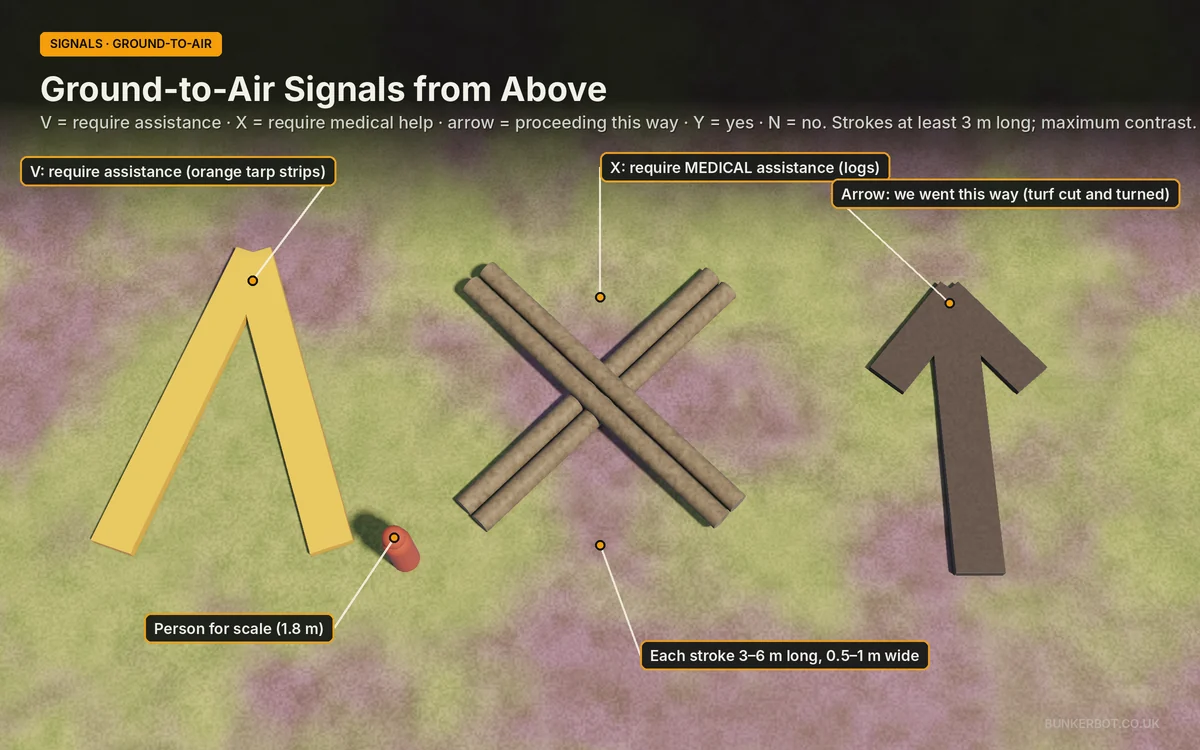 SIGNALS · GROUND-TO-AIR
Ground-to-Air Signals from Above
V = require assistance · X = require medical help · arrow = proceeding this way · Y = yes · N = no. Strokes at least 3 m long; maximum contrast.
V: require assistance (orange tarp strips)
X: require MEDICAL assistance (logs)
Arrow: we went this way (turf cut and turned)
Person for scale (1.8 m)
Each stroke 3–6 m long, 0.5–1 m wide
BUNKERBOT.CO.UK